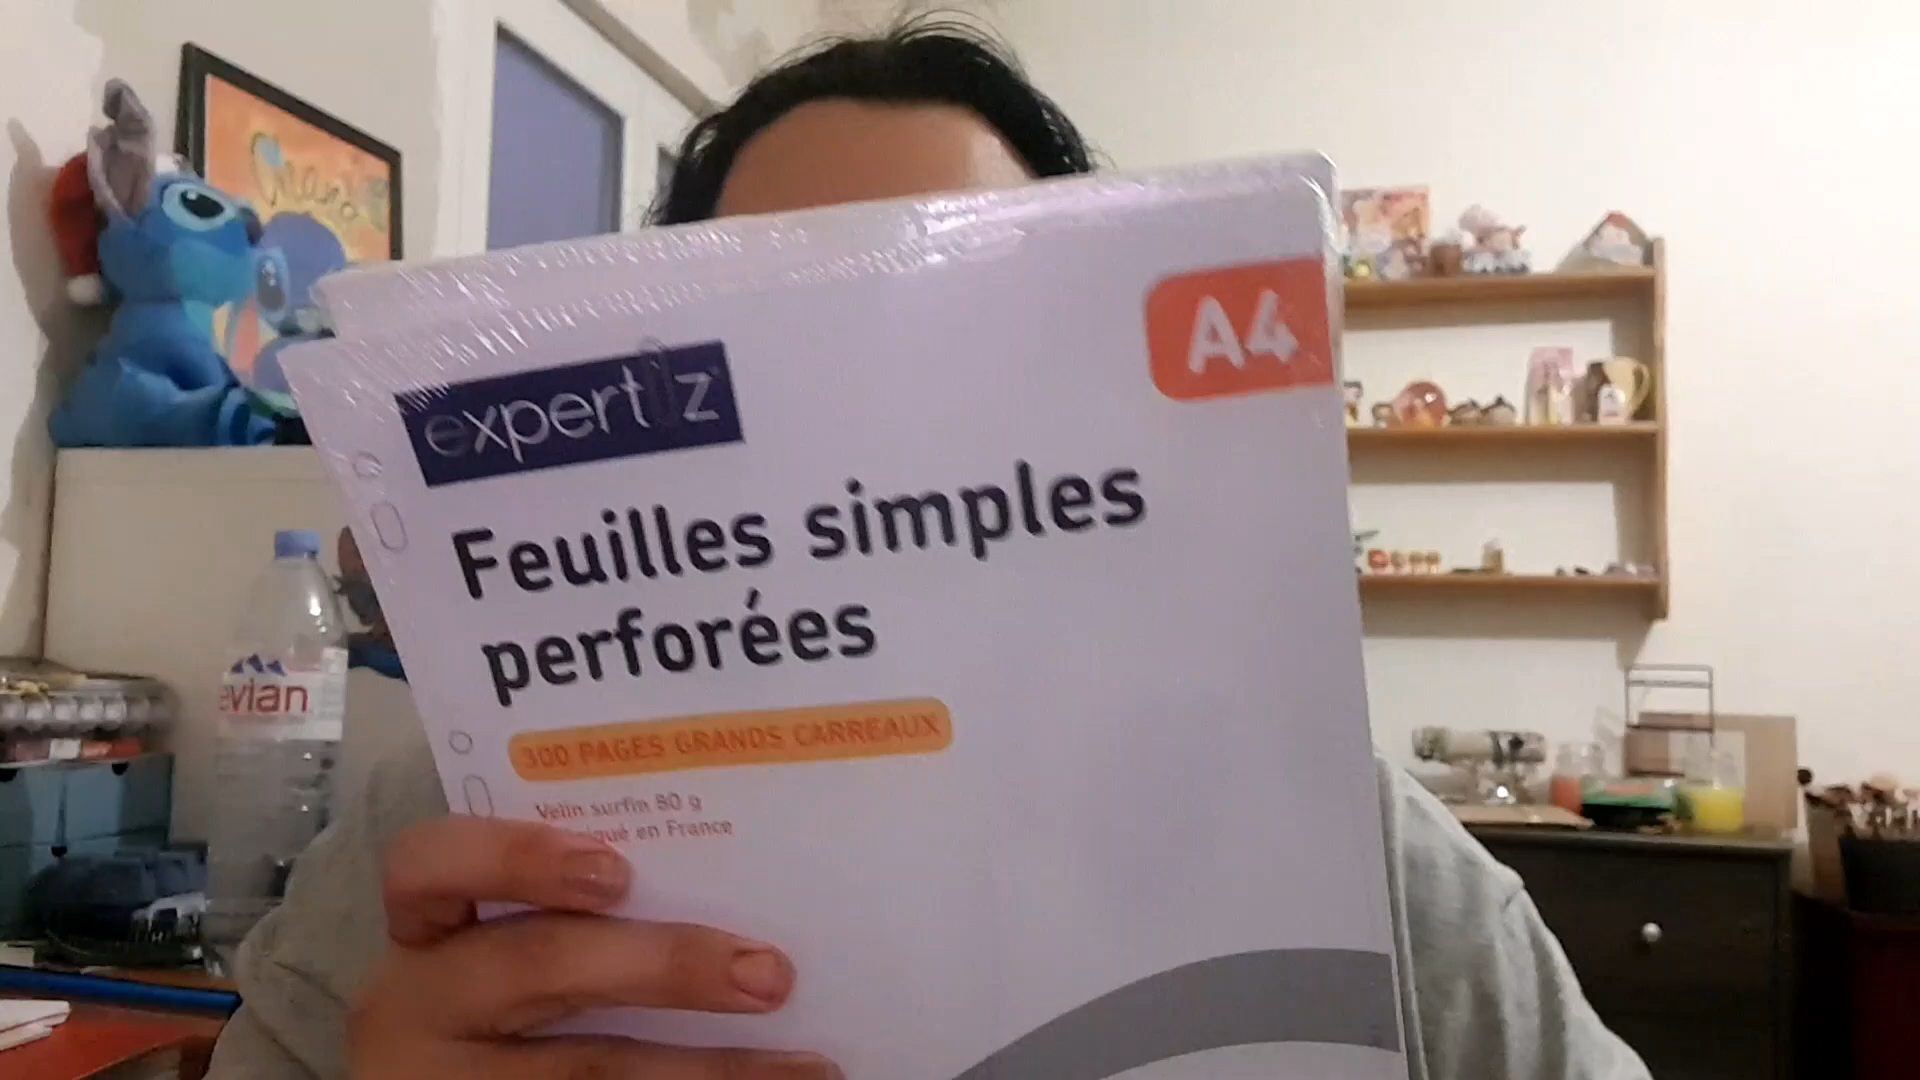 expertiz
A4
Feuilles simples
perforées
300 PAGES GRANDS CARREAUX
Velin surfin 80 g
en France
evian